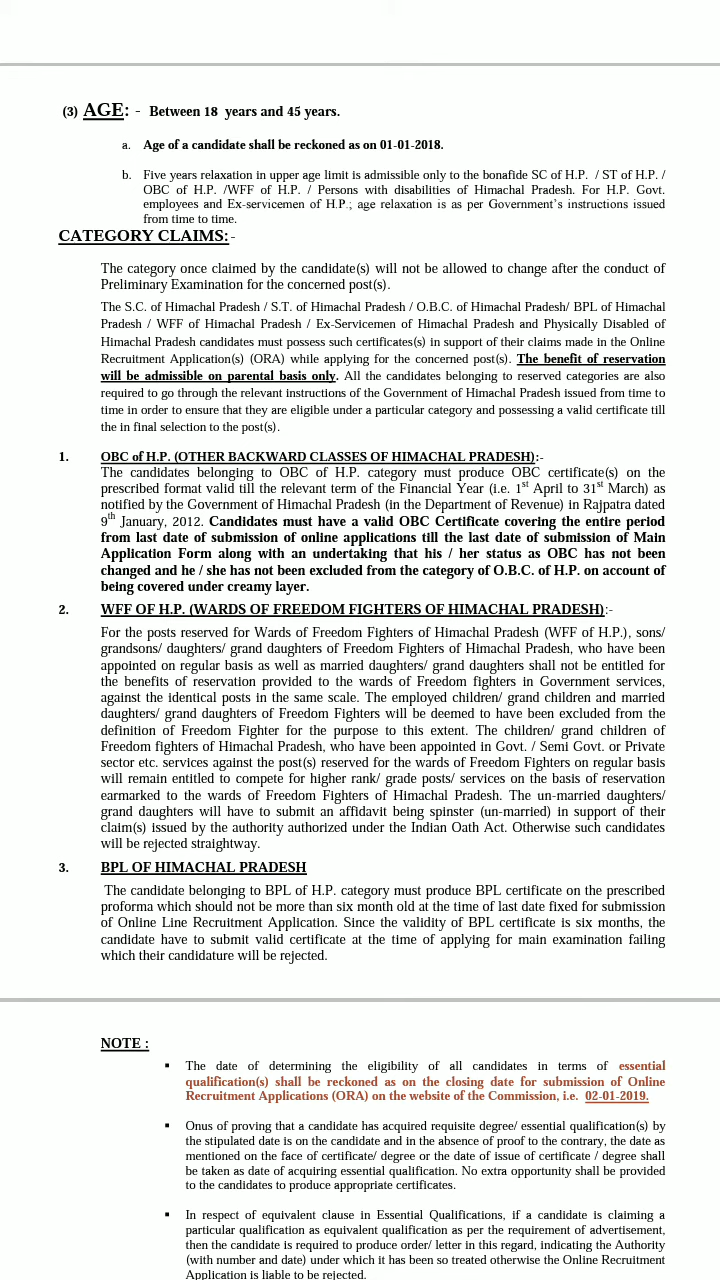 (3) AGE: - Between 18 years and 45 years.
a. Age of a candidate shall be reckoned as on 01-01-2018.
b. Five years relaxation in upper age limit is admissible only to the bonafide SC of H.P. / ST of H.P. /
OBC of H.P. /WFF of H.P. / Persons with disabilities of Himachal Pradesh. For H.P. Govt.
employees and Ex-servicemen of H.P.; age relaxation is as per Government's instructions issued
from time to time.
CATEGORY CLAIMS:-
The category once claimed by the candidate(s) will not be allowed to change after the conduct of
Preliminary Examination for the concerned post(s).
The S.C. of Himachal Pradesh / S.T. of Himachal Pradesh / O.B.C. of Himachal Pradesh/ BPL of Himachal
Pradesh / WFF of Himachal Pradesh / Ex-Servicemen of Himachal Pradesh and Physically Disabled of
Himachal Pradesh candidates must possess such certificates(s) in support of their claims made in the Online
Recruitment Application(s) (ORA) while applying for the concerned post(s). The benefit of reservation
will be admissible on parental basis only. All the candidates belonging to reserved categories are also
required to go through the relevant instructions of the Government of Himachal Pradesh issued from time to
time in order to ensure that they are eligible under a particular category and possessing a valid certificate till
the in final selection to the post(s).
1. OBC of H.P. (OTHER BACKWARD CLASSES OF HIMACHAL PRADESH):-
The candidates belonging to OBC of H.P. category must produce OBC certificate(s) on the
prescribed format valid till the relevant term of the Financial Year (i.e. 1st April to 31st March) as
notified by the Government of Himachal Pradesh (in the Department of Revenue) in Rajpatra dated
9th January, 2012. Candidates must have a valid OBC Certificate covering the entire period
from last date of submission of online applications till the last date of submission of Main
Application Form along with an undertaking that his / her status as OBC has not been
changed and he / she has not been excluded from the category of O.B.C. of H.P. on account of
being covered under creamy layer.
2. WFF OF H.P. (WARDS OF FREEDOM FIGHTERS OF HIMACHAL PRADESH):-
For the posts reserved for Wards of Freedom Fighters of Himachal Pradesh (WFF of H.P.), sons/
grandsons/ daughters/ grand daughters of Freedom Fighters of Himachal Pradesh, who have been
appointed on regular basis as well as married daughters/ grand daughters shall not be entitled for
the benefits of reservation provided to the wards of Freedom fighters in Government services,
against the identical posts in the same scale. The employed children/ grand children and married
daughters/ grand daughters of Freedom Fighters will be deemed to have been excluded from the
definition of Freedom Fighter for the purpose to this extent. The children/ grand children of
Freedom fighters of Himachal Pradesh, who have been appointed in Govt. / Semi Govt. or Private
sector etc. services against the post(s) reserved for the wards of Freedom Fighters on regular basis
will remain entitled to compete for higher rank/ grade posts/ services on the basis of reservation
earmarked to the wards of Freedom Fighters of Himachal Pradesh. The un-married daughters/
grand daughters will have to submit an affidavit being spinster (un-married) in support of their
claim(s) issued by the authority authorized under the Indian Oath Act. Otherwise such candidates
will be rejected straightway.
3. BPL OF HIMACHAL PRADESH
The candidate belonging to BPL of H.P. category must produce BPL certificate on the prescribed
proforma which should not be more than six month old at the time of last date fixed for submission
of Online Line Recruitment Application. Since the validity of BPL certificate is six months, the
candidate have to submit valid certificate at the time of applying for main examination failing
which their candidature will be rejected.
NOTE :
▪ The date of determining the eligibility of all candidates in terms of essential
qualification(s) shall be reckoned as on the closing date for submission of Online
Recruitment Applications (ORA) on the website of the Commission, i.e. 02-01-2019.
▪ Onus of proving that a candidate has acquired requisite degree/ essential qualification(s) by
the stipulated date is on the candidate and in the absence of proof to the contrary, the date as
mentioned on the face of certificate/ degree or the date of issue of certificate / degree shall
be taken as date of acquiring essential qualification. No extra opportunity shall be provided
to the candidates to produce appropriate certificates.
▪ In respect of equivalent clause in Essential Qualifications, if a candidate is claiming a
particular qualification as equivalent qualification as per the requirement of advertisement,
then the candidate is required to produce order/ letter in this regard, indicating the Authority
(with number and date) under which it has been so treated otherwise the Online Recruitment
Application is liable to be rejected.